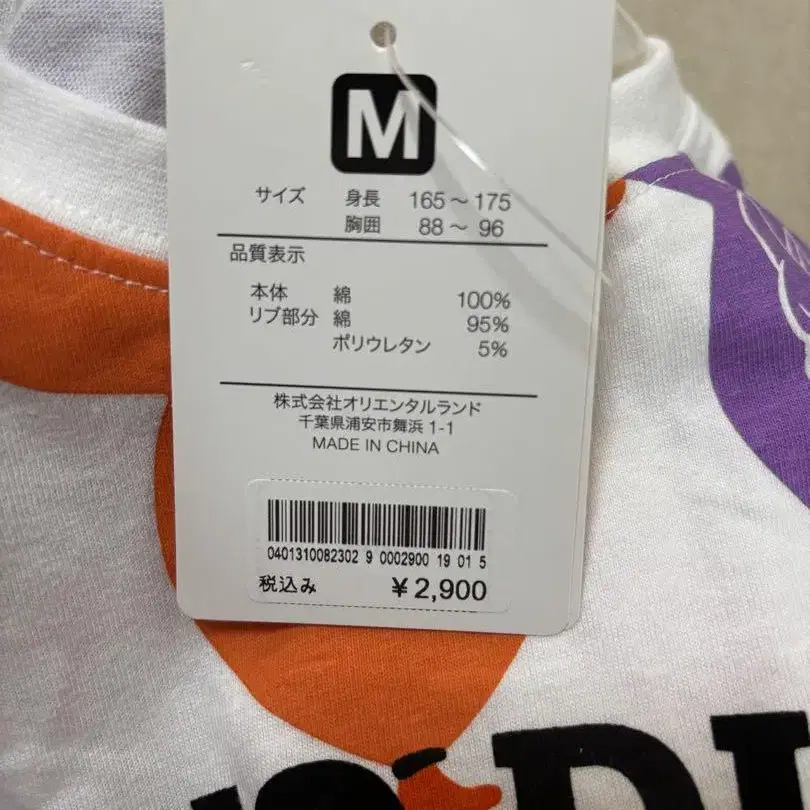 M
サイズ 身長 165～175
胸囲 88～ 96
品質表示
本体 綿 100%
リブ部分 綿 95%
ポリウレタン 5%
株式会社オリエンタルランド
千葉県浦安市舞浜 1-1
MADE IN CHINA
0401310082302 9 0002900 19 01 5
税込み ¥2,900